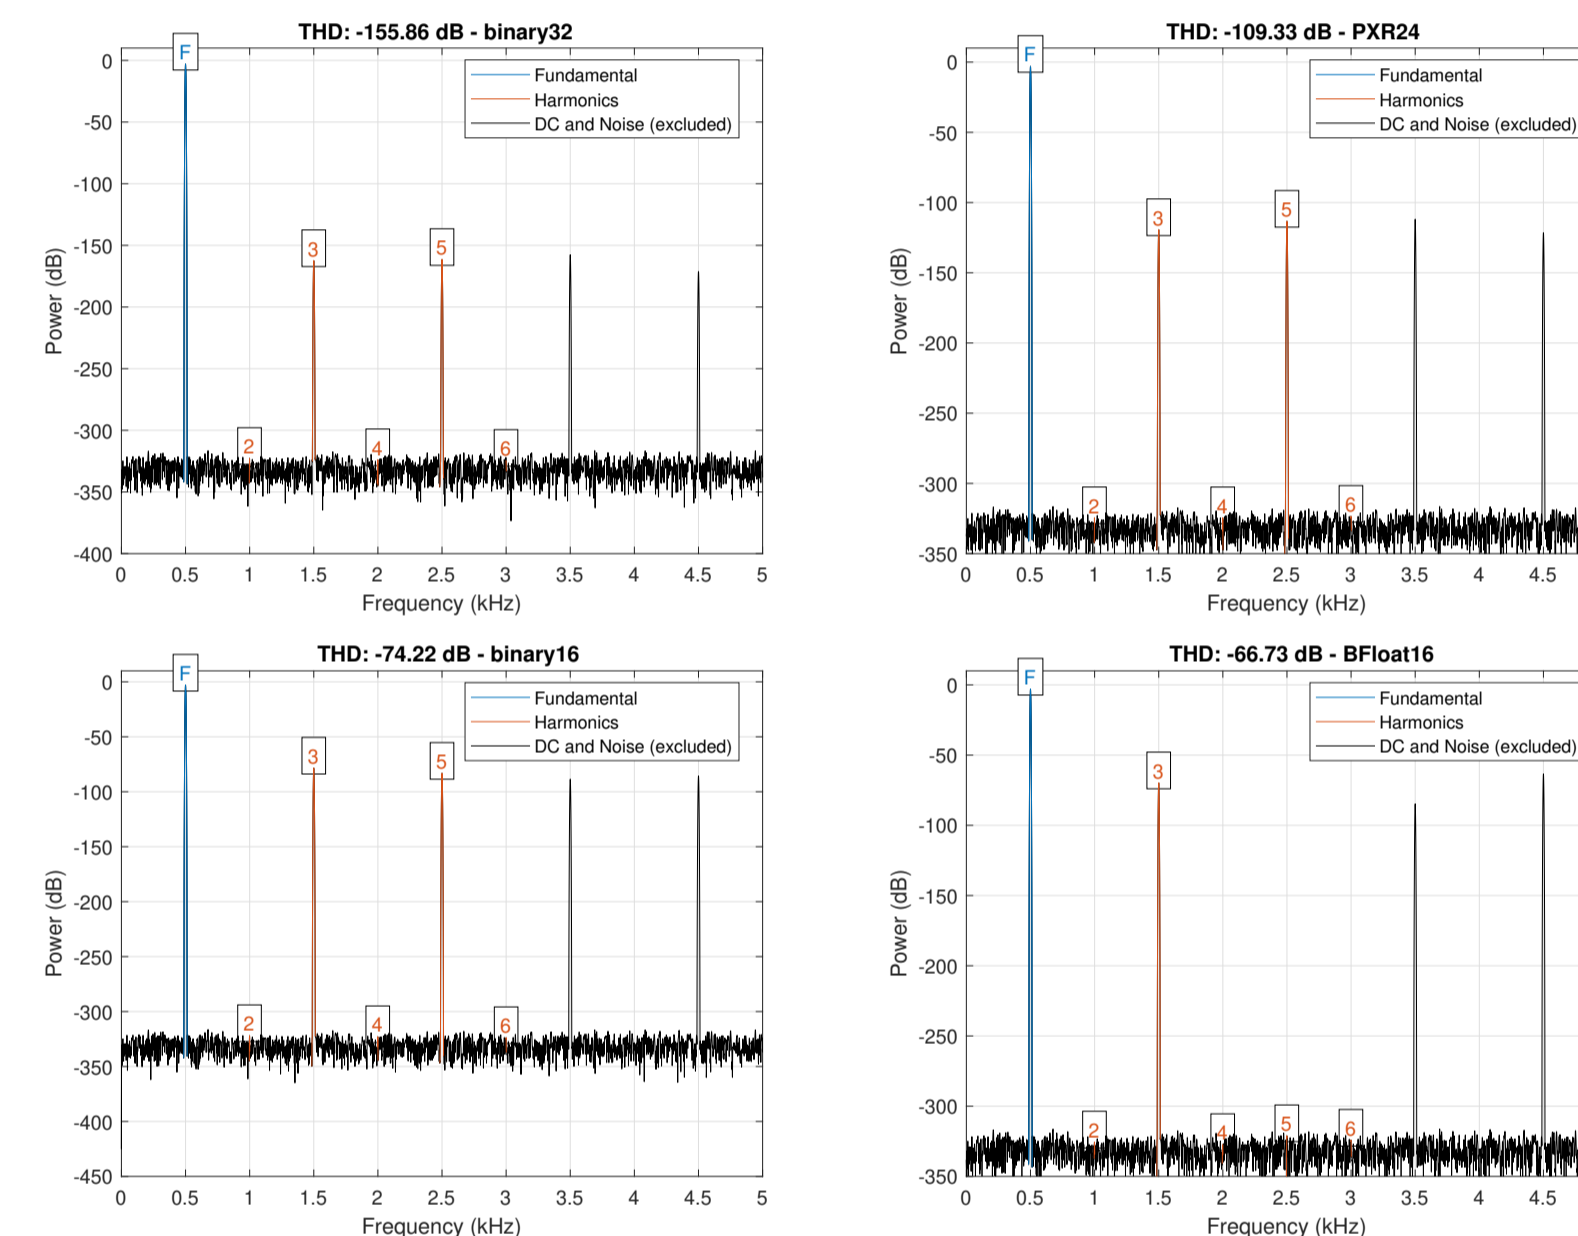 THD: -155.86 dB - binary32
F
Fundamental
Harmonics
DC and Noise (excluded)
0
-50
-100
-150
-200
-250
-300
-350
-400
Power (dB)
3
5
2
4
6
0 0.5 1 1.5 2 2.5 3 3.5 4 4.5 5
Frequency (kHz)
THD: -109.33 dB - PXR24
F
Fundamental
Harmonics
DC and Noise (excluded)
0
-50
-100
-150
-200
-250
-300
-350
Power (dB)
3
5
2
4
6
0 0.5 1 1.5 2 2.5 3 3.5 4 4.5
Frequency (kHz)
THD: -74.22 dB - binary16
F
Fundamental
Harmonics
DC and Noise (excluded)
0
-50
-100
-150
-200
-250
-300
-350
-400
-450
Power (dB)
3
5
2
4
6
0 0.5 1 1.5 2 2.5 3 3.5 4 4.5 5
Frequency (kHz)
THD: -66.73 dB - BFloat16
F
Fundamental
Harmonics
DC and Noise (excluded)
0
-50
-100
-150
-200
-250
-300
-350
Power (dB)
3
2
4
5
6
0 0.5 1 1.5 2 2.5 3 3.5 4 4.5
Frequency (kHz)